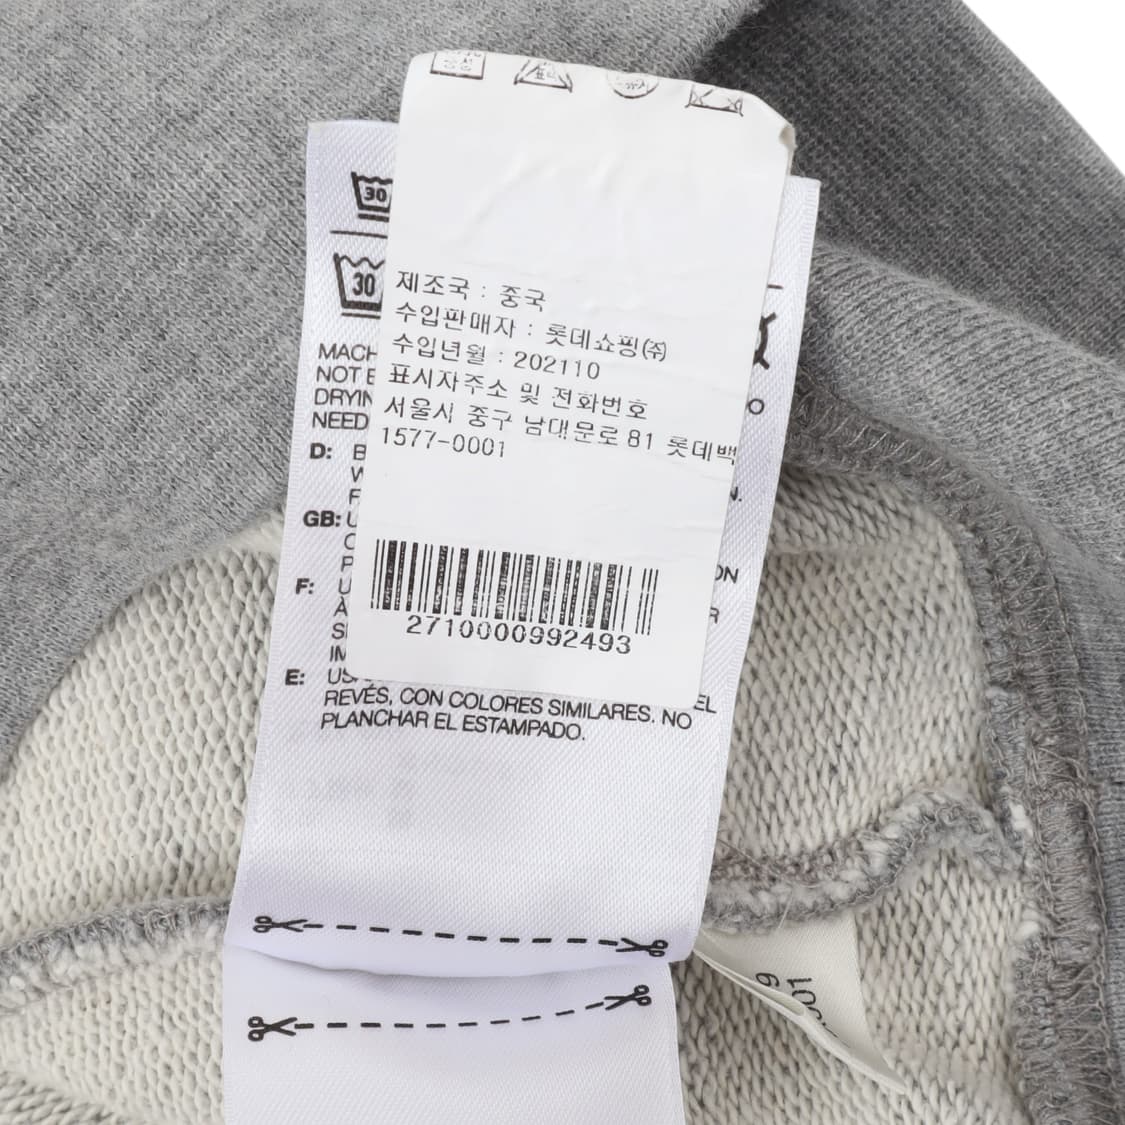 30
30
제조국 : 중국
수입판매자 : 롯데쇼핑(주)
수입년월 : 202110
표시자주소 및 전화번호
서울시 중구 남대문로 81 롯데백
1577-0001
2710000992493
MACH
NOT
DRYIN
NEED
D:
GB:
F:
E:
EL
REVÉS, CON COLORES SIMILARES. NO
PLANCHAR EL ESTAMPADO.